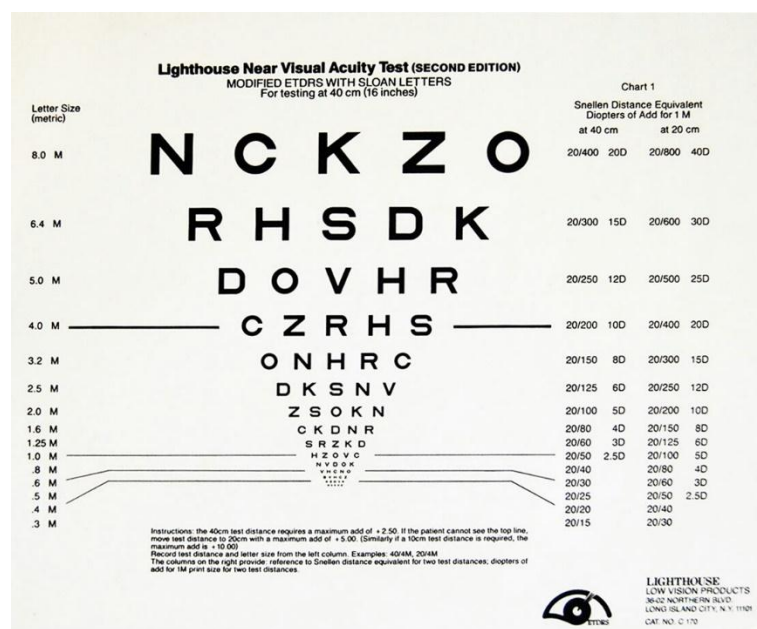 Lighthouse Near Visual Acuity Test (SECOND EDITION)
MODIFIED ETDRS WITH SLOAN LETTERS
For testing at 40 cm (16 inches)
Chart 1
Letter Size
(metric)
Snellen Distance Equivalent
Diopters of Add for 1 M
at 40 cm at 20 cm
8.0 M N C K Z O 20/400 20D 20/800 40D
6.4 M R H S D K 20/300 15D 20/600 30D
5.0 M D O V H R 20/250 12D 20/500 25D
4.0 M C Z R H S 20/200 10D 20/400 20D
3.2 M O N H R C 20/150 8D 20/300 15D
2.5 M D K S N V 20/125 6D 20/250 12D
2.0 M Z S O K N 20/100 5D 20/200 10D
1.6 M C K D N R 20/80 4D 20/150 8D
1.25 M S R Z K D 20/60 3D 20/125 6D
1.0 M H Z O V C 20/50 2.5D 20/100 5D
.8 M N V D O K 20/40 20/80 4D
.6 M V H C N O 20/30 20/60 3D
.5 M 20/25 20/50 2.5D
.4 M 20/20 20/40
.3 M 20/15 20/30
Instructions: the 40cm test distance requires a maximum add of + 2.50. If the patient cannot see the top line,
move test distance to 20cm with a maximum add of + 5.00. (Similarly if a 10cm test distance is required, the
maximum add is + 10.00)
Record test distance and letter size from the left column. Examples: 40/4M, 20/4M
The columns on the right provide: reference to Snellen distance equivalent for two test distances; diopters of
add for 1M print size for two test distances.
ETDRS
LIGHTHOUSE
LOW VISION PRODUCTS
36-02 NORTHERN BLVD.
LONG ISLAND CITY, N.Y. 11101
CAT. NO. C 170